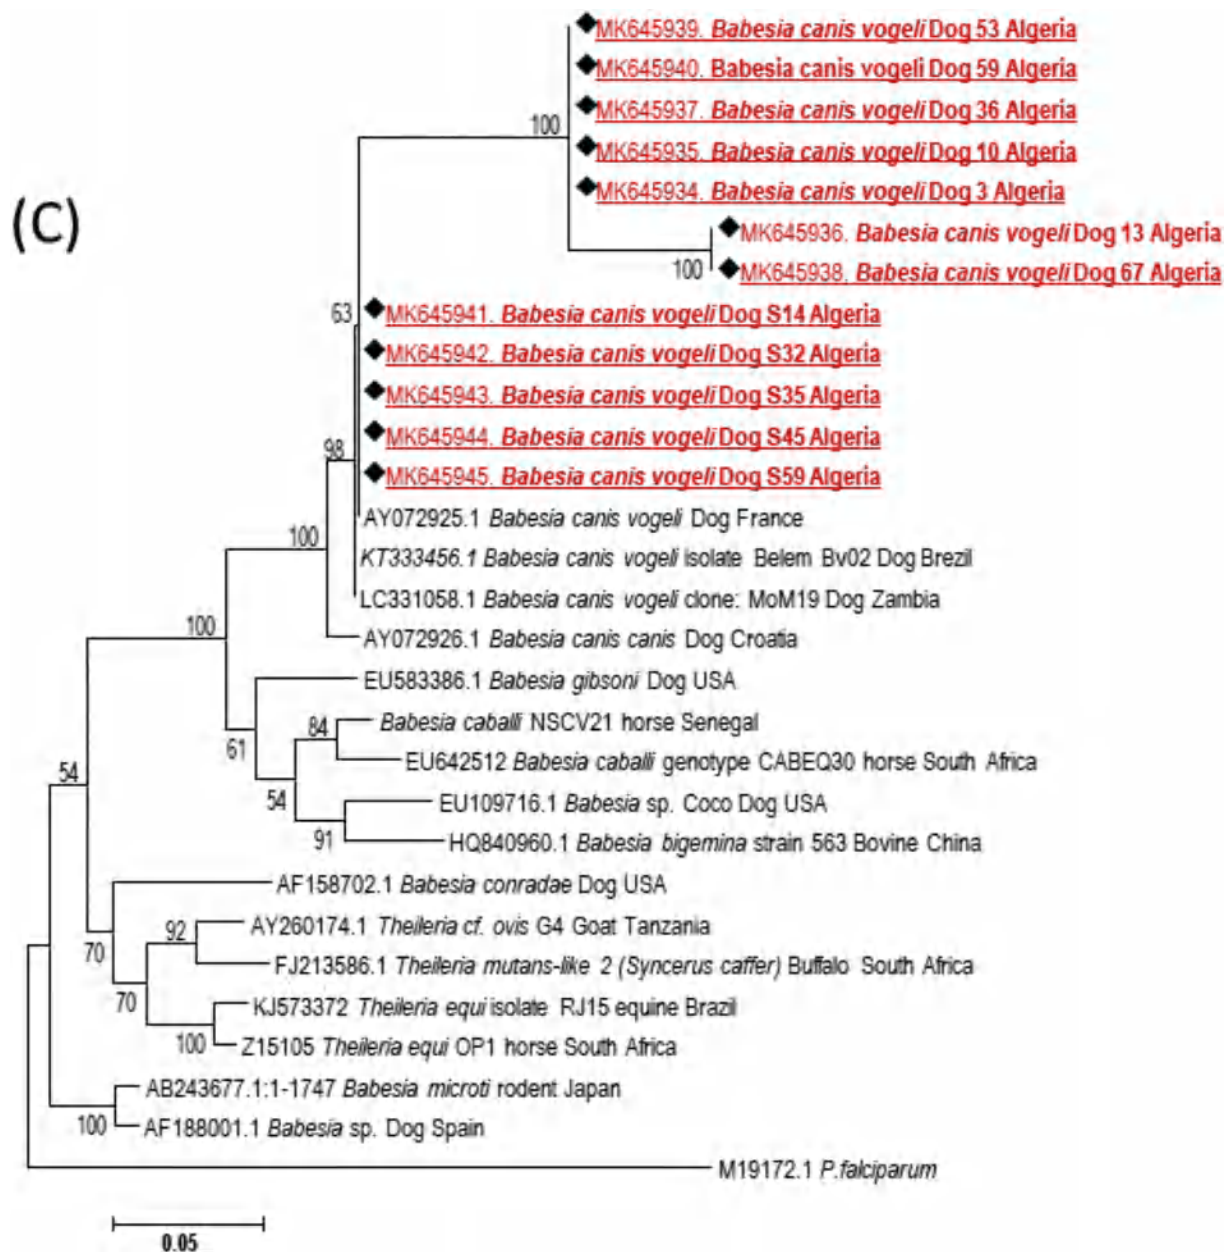 MK645939. Babesia canis vogeli Dog 53 Algeria
MK645940. Babesia canis vogeli Dog 59 Algeria
MK645937. Babesia canis vogeli Dog 36 Algeria
100
MK645935. Babesia canis vogeli Dog 10 Algeria
MK645934. Babesia canis vogeli Dog 3 Algeria
(C)
MK645936. Babesia canis vogeli Dog 13 Algeria
100
MK645938. Babesia canis vogeli Dog 67 Algeria
63
MK645941. Babesia canis vogeli Dog S14 Algeria
MK645942. Babesia canis vogeli Dog S32 Algeria
MK645943. Babesia canis vogeli Dog S35 Algeria
MK645944. Babesia canis vogeli Dog S45 Algeria
98
MK645945. Babesia canis vogeli Dog S59 Algeria
AY072925.1 Babesia canis vogeli Dog France
100
KT333456.1 Babesia canis vogeli isolate Belem Bv02 Dog Brezil
LC331058.1 Babesia canis vogeli clone: MoM19 Dog Zambia
100
AY072926.1 Babesia canis canis Dog Croatia
EU583386.1 Babesia gibsoni Dog USA
84
Babesia caballi NSCV21 horse Senegal
61
EU642512 Babesia caballi genotype CABEQ30 horse South Africa
54
54
EU109716.1 Babesia sp. Coco Dog USA
91
HQ840960.1 Babesia bigemina strain 563 Bovine China
AF158702.1 Babesia conradae Dog USA
92
AY260174.1 Theileria cf. ovis G4 Goat Tanzania
70
FJ213586.1 Theileria mutans-like 2 (Syncerus caffer) Buffalo South Africa
70
KJ573372 Theileria equi isolate RJ15 equine Brazil
100
Z15105 Theileria equi OP1 horse South Africa
AB243677.1:1-1747 Babesia microti rodent Japan
100
AF188001.1 Babesia sp. Dog Spain
M19172.1 P.falciparum
0.05